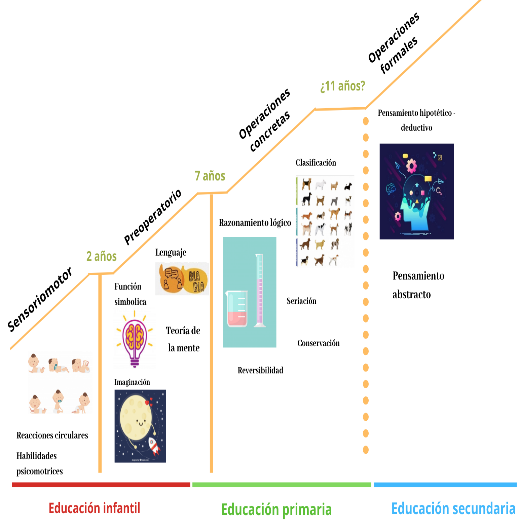 Sensoriomotor
2 años
Preoperatorio
7 años
Operaciones
concretas
¿11 años?
Operaciones
formales
Reacciones circulares
Habilidades
psicomotrices
Función
simbolica
Lenguaje
Teoría de
la mente
Imaginación
Razonamiento lógico
Clasificación
Seriación
Conservación
Reversibilidad
Pensamiento hipotético -
deductivo
Pensamiento
abstracto
Educación infantil
Educación primaria
Educación secundaria